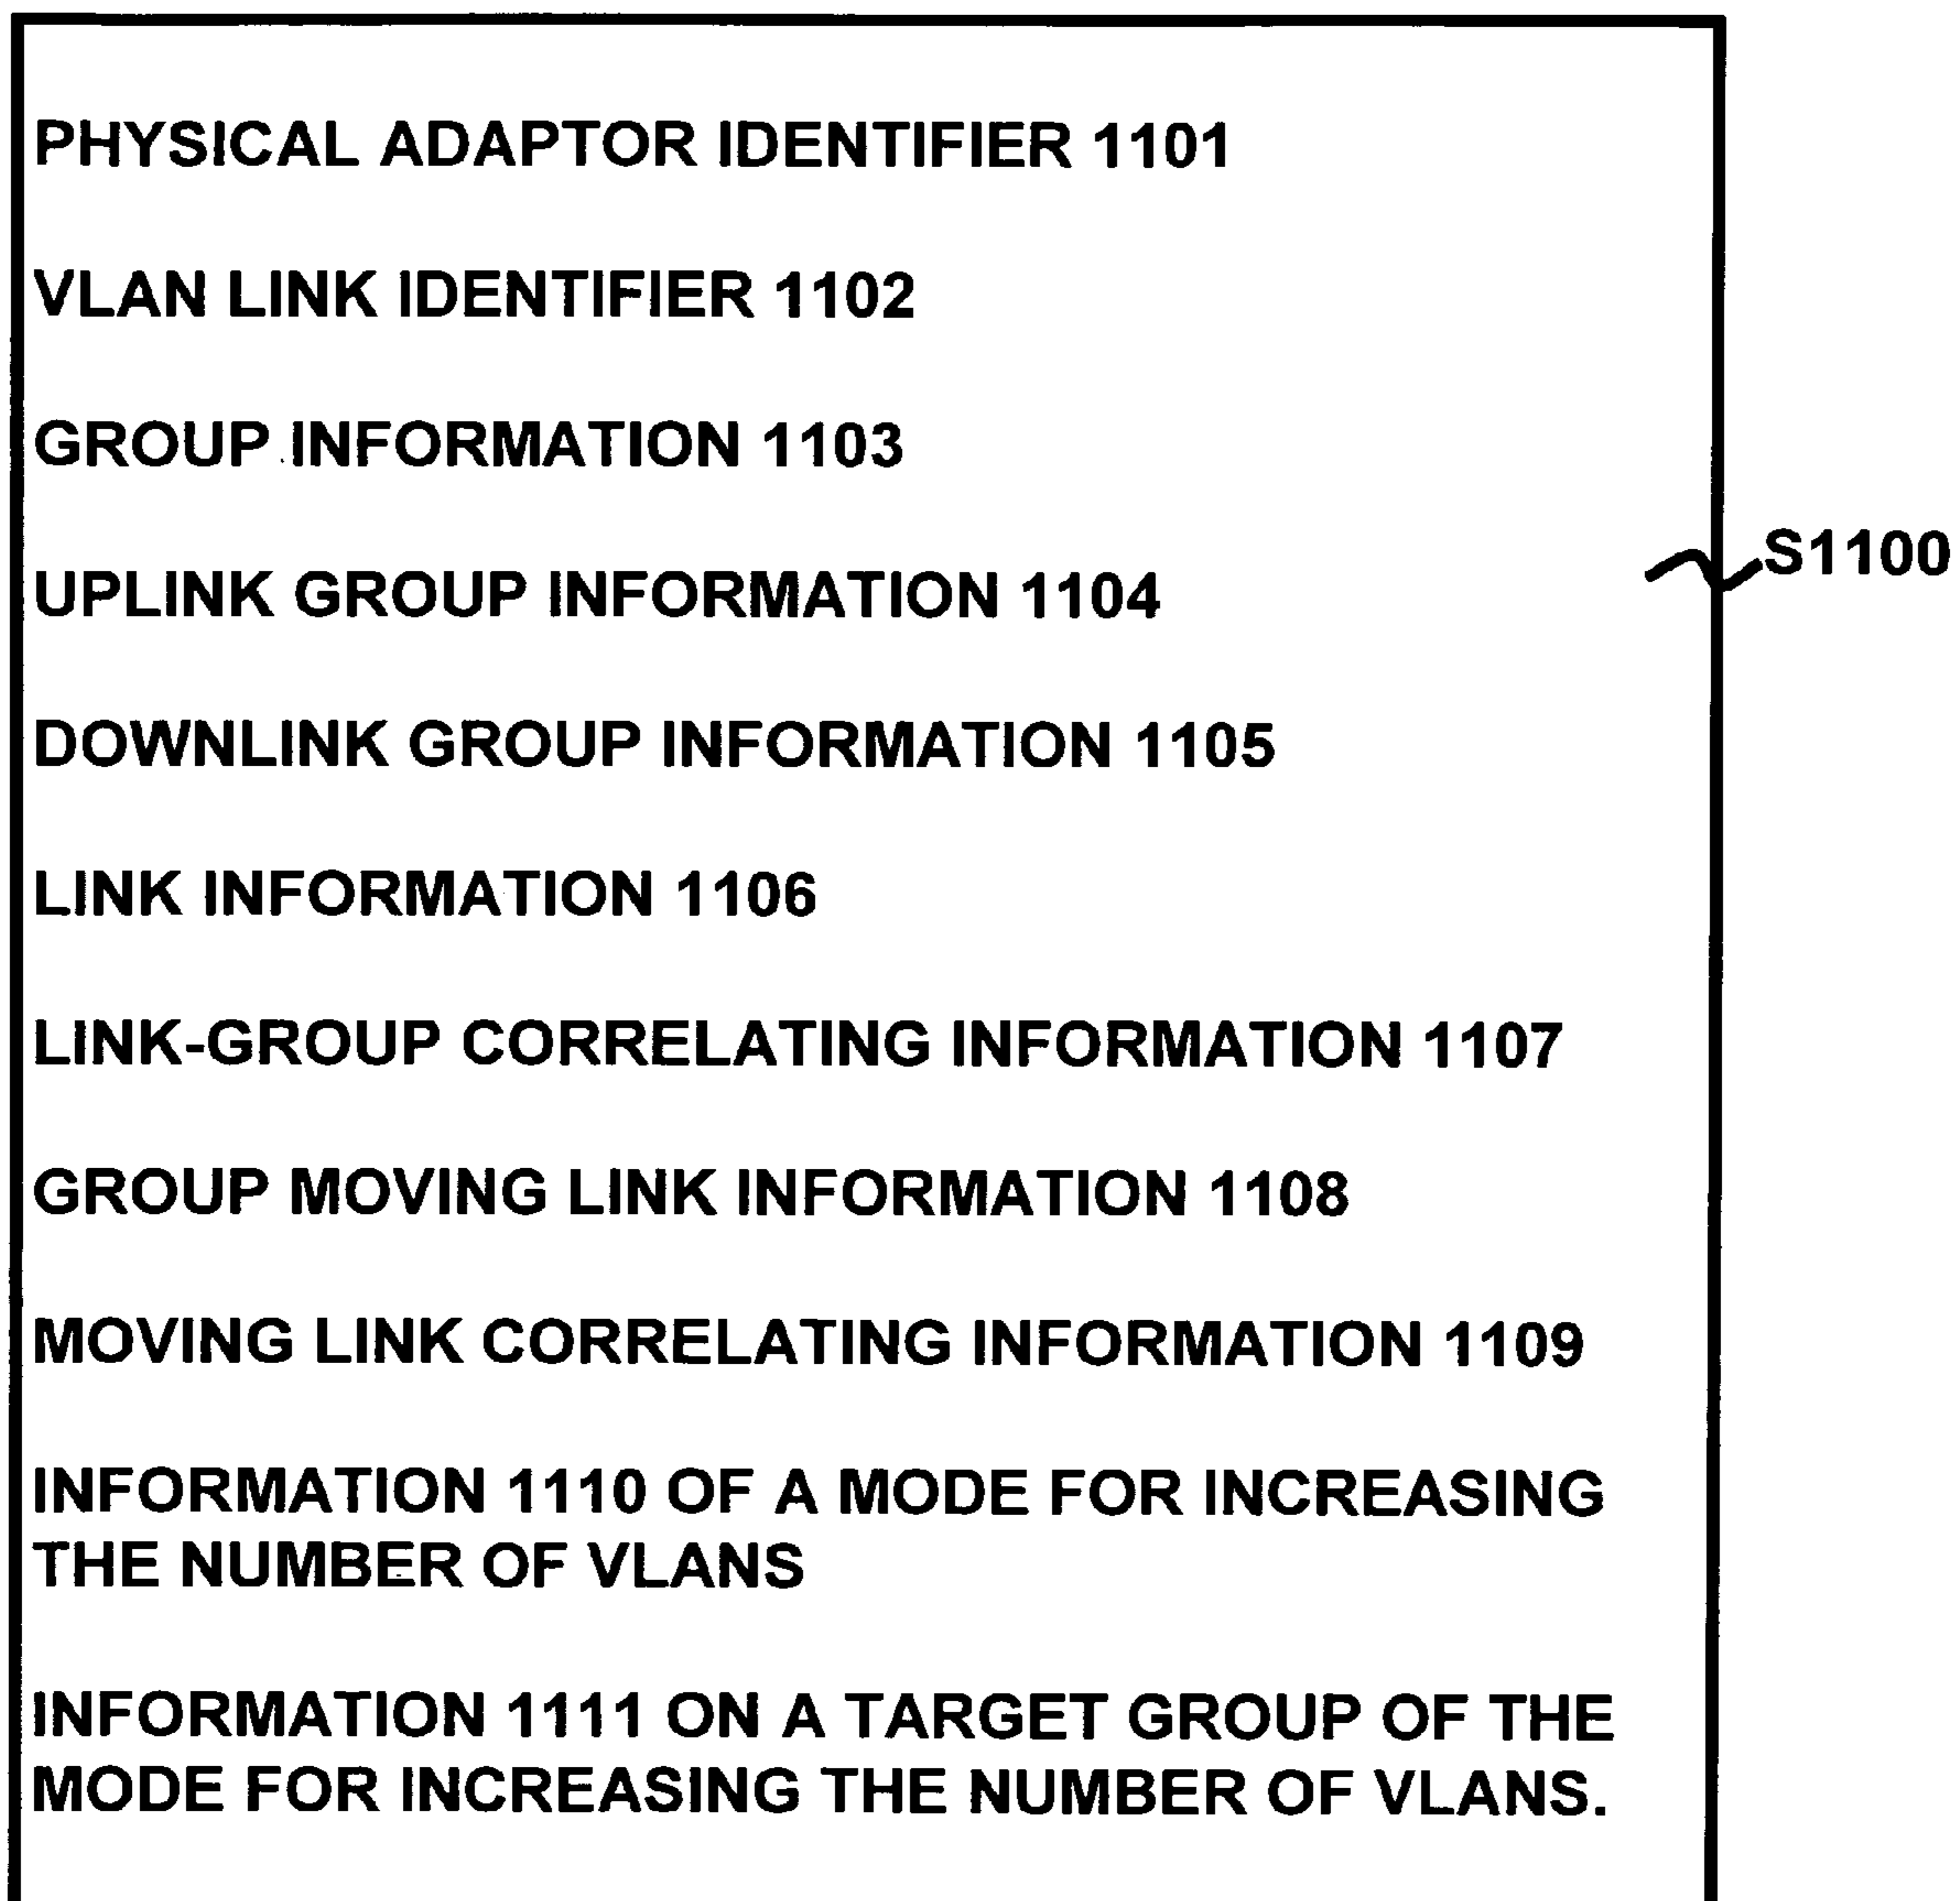 PHYSICAL ADAPTOR IDENTIFIER 1101
VLAN LINK IDENTIFIER 1102
GROUP INFORMATION 1103
S1100
UPLINK GROUP INFORMATION 1104
DOWNLINK GROUP INFORMATION 1105
LINK INFORMATION 1106
LINK-GROUP CORRELATING INFORMATION 1107
GROUP MOVING LINK INFORMATION 1108
MOVING LINK CORRELATING INFORMATION 1109
INFORMATION 1110 OF A MODE FOR INCREASING
THE NUMBER OF VLANS
INFORMATION 1111 ON A TARGET GROUP OF THE
MODE FOR INCREASING THE NUMBER OF VLANS.